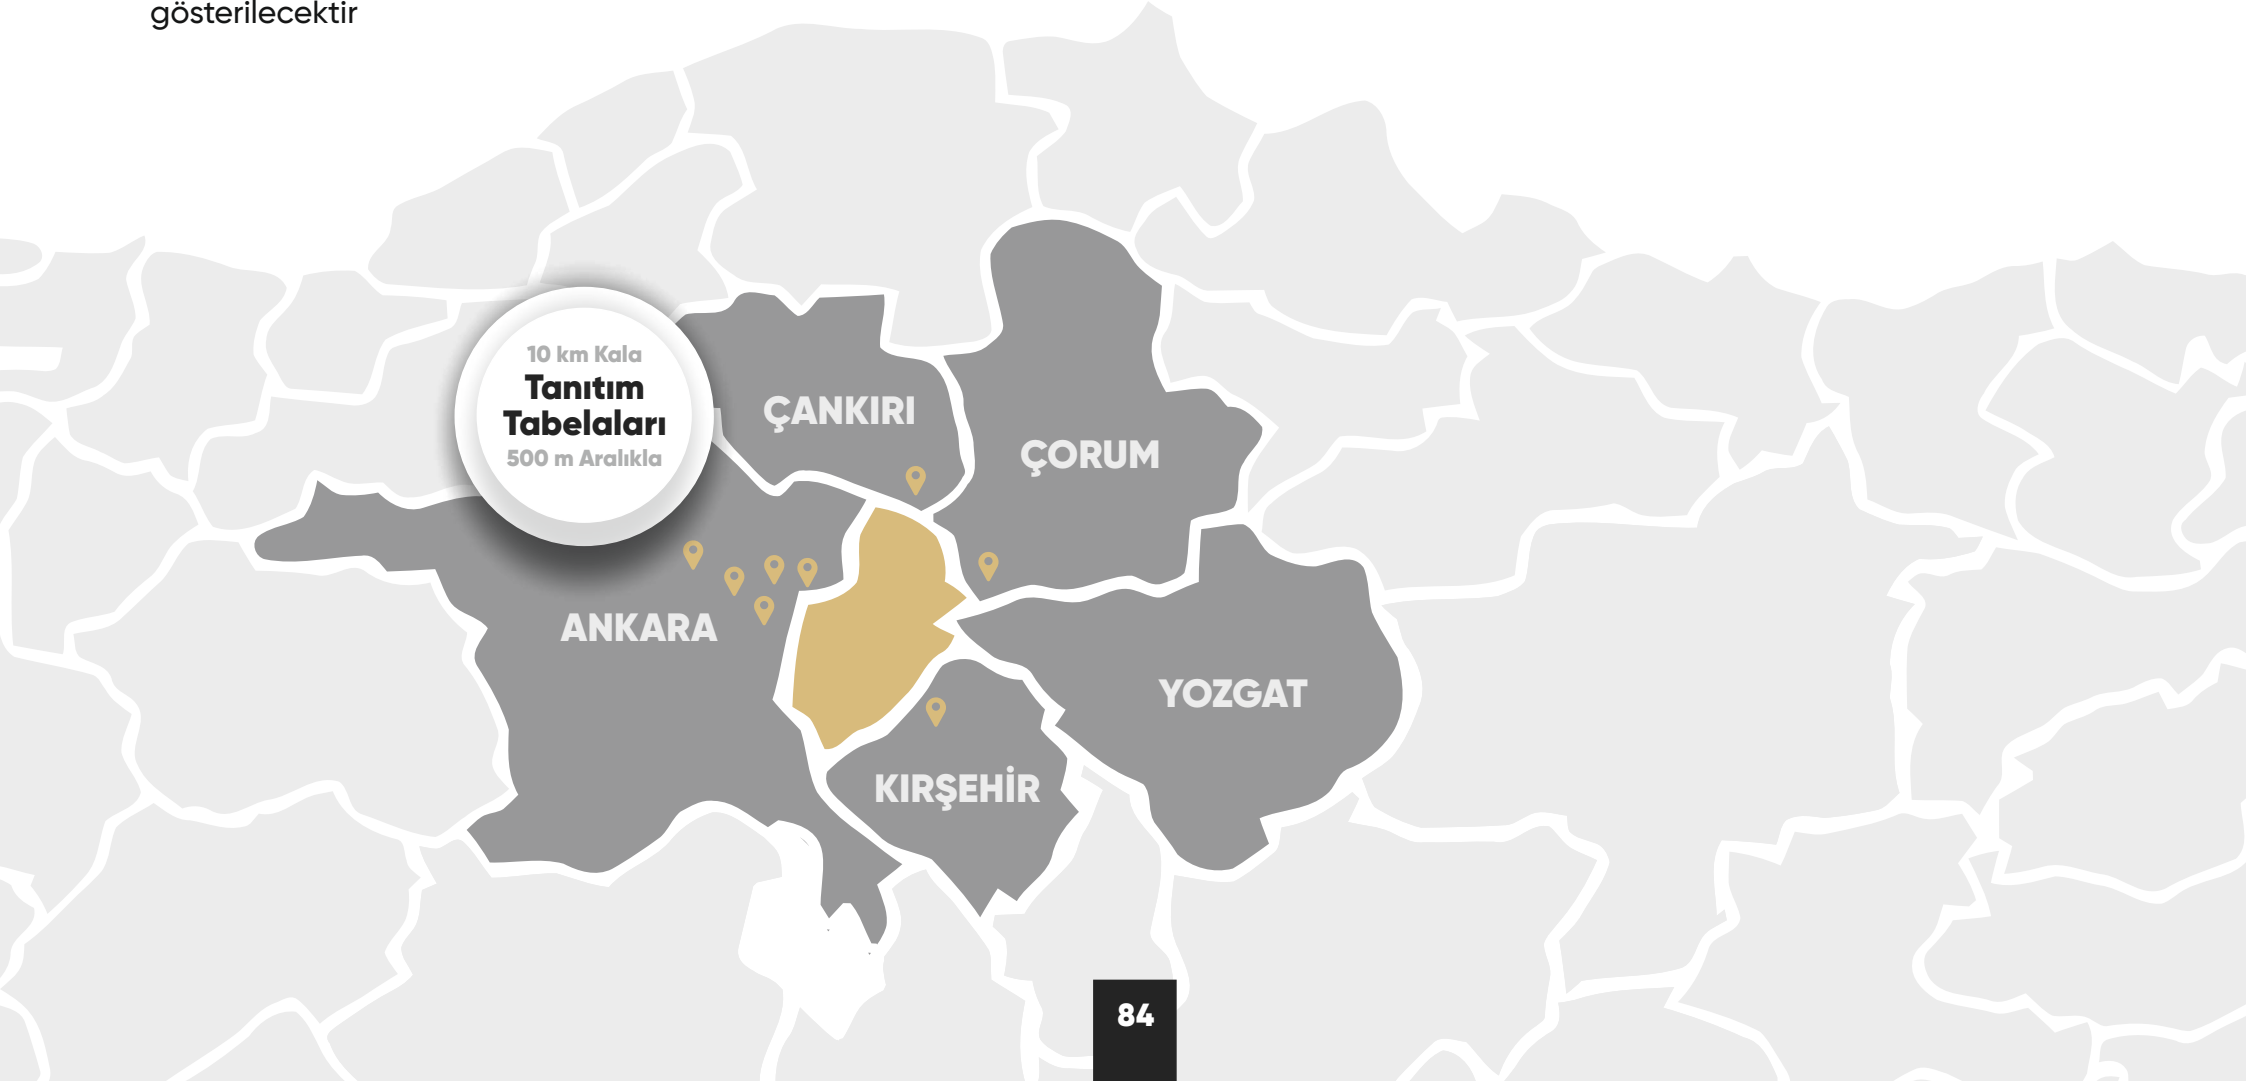 gösterilecektir
10 km Kala
Tanıtım
Tabelaları
500 m Aralıkla
ÇANKIRI
ÇORUM
ANKARA
YOZGAT
KIRŞEHİR
84